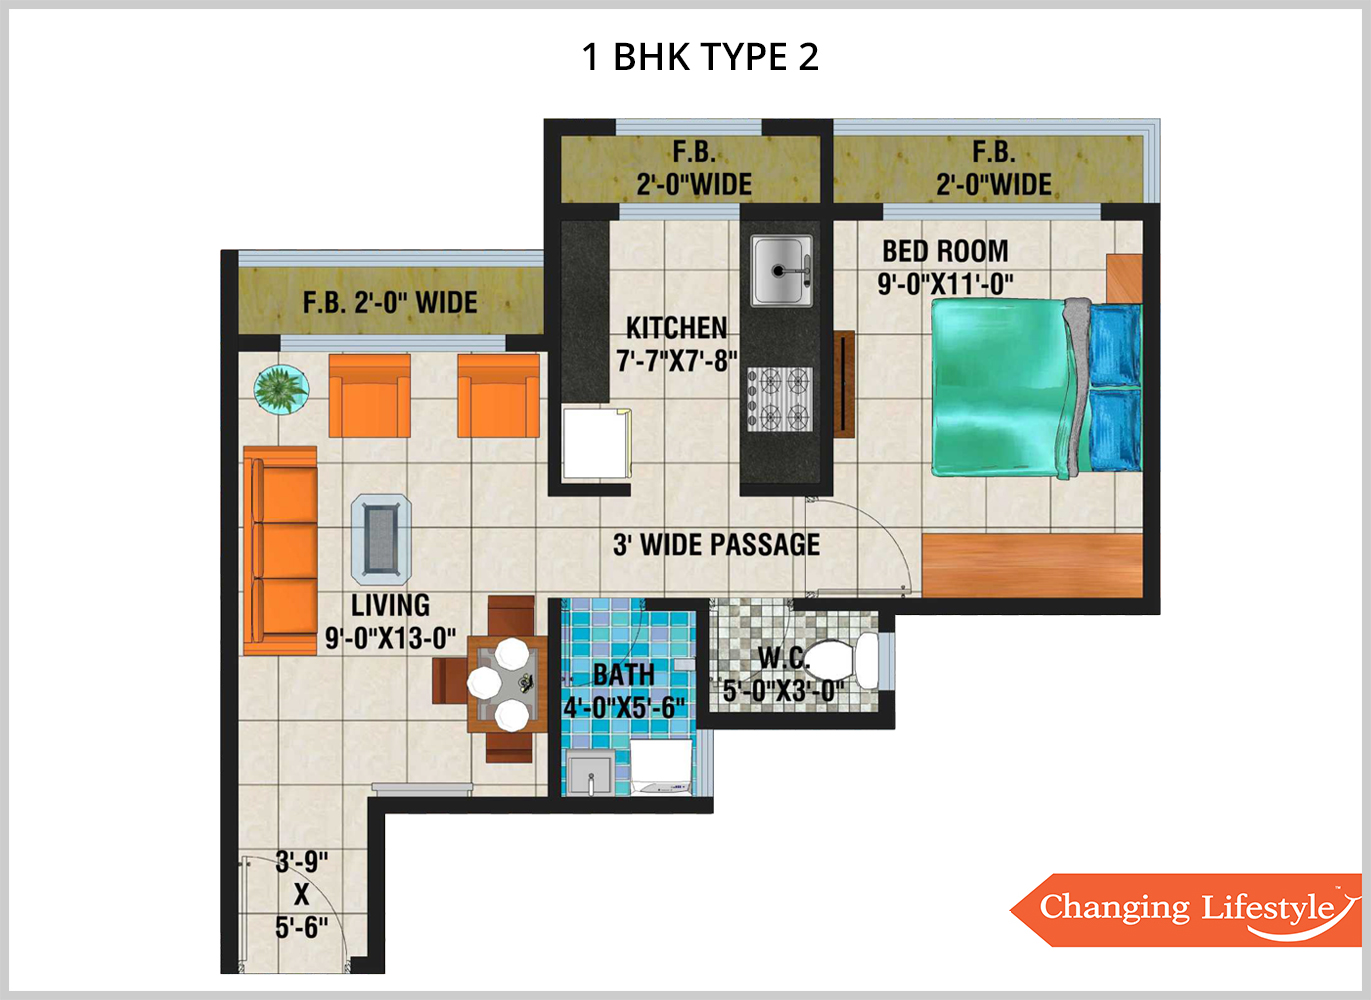 1 BHK TYPE 2
F.B.
2'-0"WIDE
F.B.
2'-0"WIDE
BED ROOM
9'-0"X11'-0"
F.B. 2'-0" WIDE
KITCHEN
7'-7"X7'-8"
3' WIDE PASSAGE
LIVING
9'-0"X13-0"
BATH
4'-0"X5'-6"
W.C.
5'-0"X3'-0"
3'-9"
X
5'-6"
Changing Lifestyle™